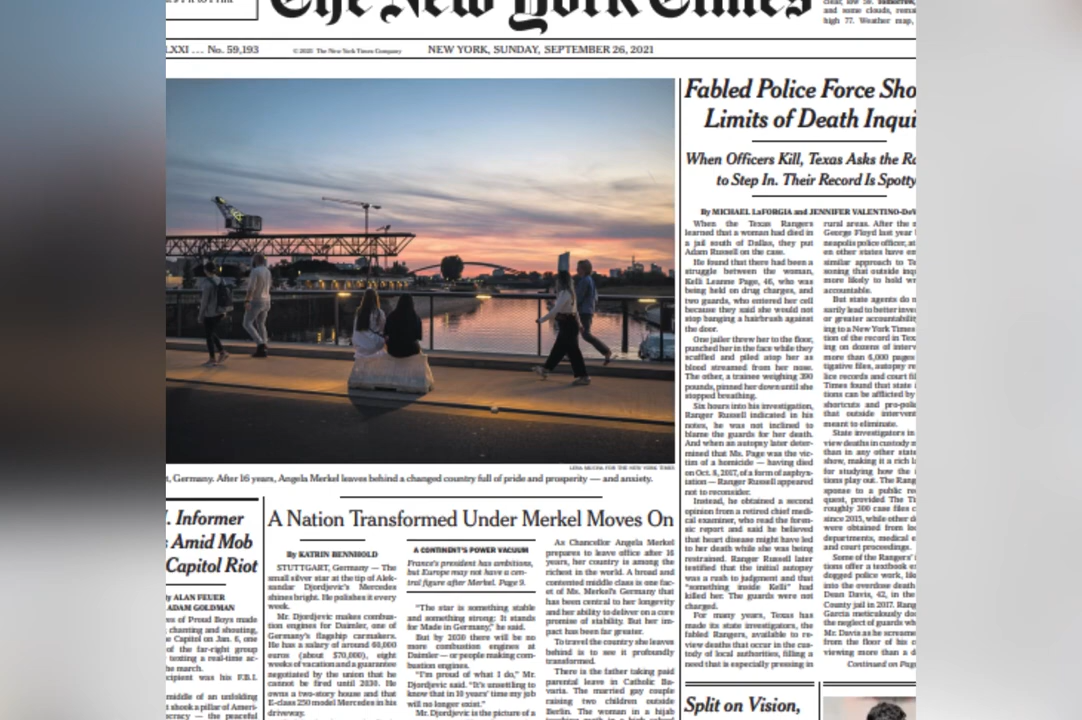 The New York Times
clear, low 58. Tomorrow,
and some clouds, rema
high 77. Weather map,
LXXI . . . No. 59,193
© 2021 The New York Times Company
NEW YORK, SUNDAY, SEPTEMBER 26, 2021
LENA MUCHA FOR THE NEW YORK TIMES
t, Germany. After 16 years, Angela Merkel leaves behind a changed country full of pride and prosperity — and anxiety.
. Informer
s Amid Mob
Capitol Riot
By ALAN FEUER
ADAM GOLDMAN
es of Proud Boys made
chanting and shouting,
e Capitol on Jan. 6, one
of the far-right group
texting a real-time ac-
he march.
cipient was his F.B.I.
middle of an unfolding
shook a pillar of Ameri-
ocracy — the peaceful
A Nation Transformed Under Merkel Moves On
By KATRIN BENNHOLD
STUTTGART, Germany — The
small silver star at the tip of Alek-
sandar Djordjevic's Mercedes
shines bright. He polishes it every
week.
Mr. Djordjevic makes combus-
tion engines for Daimler, one of
Germany's flagship carmakers.
He has a salary of around 60,000
euros (about $70,000), eight
weeks of vacation and a guarantee
negotiated by the union that he
cannot be fired until 2030. He
owns a two-story house and that
E-class 250 model Mercedes in his
driveway.
A CONTINENT'S POWER VACUUM
France's president has ambitions,
but Europe may not have a cen-
tral figure after Merkel. Page 9.
"The star is something stable
and something strong: It stands
for Made in Germany," he said.
But by 2030 there will be no
more combustion engines at
Daimler — or people making com-
bustion engines.
"I'm proud of what I do," Mr.
Djordjevic said. "It's unsettling to
know that in 10 years' time my job
will no longer exist."
Mr. Djordjevic is the picture of a
As Chancellor Angela Merkel
prepares to leave office after 16
years, her country is among the
richest in the world. A broad and
contented middle class is one fac-
et of Ms. Merkel's Germany that
has been central to her longevity
and her ability to deliver on a core
promise of stability. But her im-
pact has been far greater.
To travel the country she leaves
behind is to see it profoundly
transformed.
There is the father taking paid
parental leave in Catholic Ba-
varia. The married gay couple
raising two children outside
Berlin. The woman in a hijab
Fabled Police Force Sho
Limits of Death Inqui
When Officers Kill, Texas Asks the Ra
to Step In. Their Record Is Spotty
By MICHAEL LaFORGIA and JENNIFER VALENTINO-DeV
When the Texas Rangers
learned that a woman had died in
a jail south of Dallas, they put
Adam Russell on the case.
He found that there had been a
struggle between the woman,
Kelli Leanne Page, 46, who was
being held on drug charges, and
two guards, who entered her cell
because they said she would not
stop banging a hairbrush against
the door.
One jailer threw her to the floor,
punched her in the face while they
scuffled and piled atop her as
blood streamed from her nose.
The other, a trainee weighing 390
pounds, pinned her down until she
stopped breathing.
Six hours into his investigation,
Ranger Russell indicated in his
notes, he was not inclined to
blame the guards for her death.
And when an autopsy later deter-
mined that Ms. Page was the vic-
tim of a homicide — having died
on Oct. 8, 2017, of a form of asphyx-
iation — Ranger Russell appeared
not to reconsider.
Instead, he obtained a second
opinion from a retired chief medi-
cal examiner, who read the foren-
sic report and said he believed
that heart disease might have led
to her death while she was being
restrained. Ranger Russell later
testified that the initial autopsy
was a rush to judgment and that
"something inside Kelli" had
killed her. The guards were not
charged.
For many years, Texas has
made its state investigators, the
fabled Rangers, available to re-
view deaths that occur in the cus-
tody of local authorities, filling a
need that is especially pressing in
rural areas. After the m
George Floyd last year
neapolis police officer, at
en other states have em
similar approach to Te
soning that outside inqu
more likely to hold wr
accountable.
But state agents do n
sarily lead to better inves
or greater accountability
ing to a New York Times
tion of the record in Tex
ing on dozens of interv
more than 6,000 pages
tigative files, autopsy re
lice records and court fi
Times found that state i
tions can be afflicted by
shortcuts and pro-poli
that outside intervent
meant to eliminate.
State investigators in
view deaths in custody m
than in any other state
show, making it a rich l
for studying how the i
tions play out. The Rang
sponse to a public re
quest, provided The Ti
roughly 300 case files c
since 2015, while other d
were obtained from lo
departments, medical e
and court proceedings.
Some of the Rangers' i
tions offer a textbook e
dogged police work, lik
into the overdose death
Dean Davis, 42, in the
County jail in 2017. Rang
Garcia meticulously do
the neglect of guards wh
Mr. Davis as he screame
from the floor of his c
viewing more than a d
Continued on Page
Split on Vision,